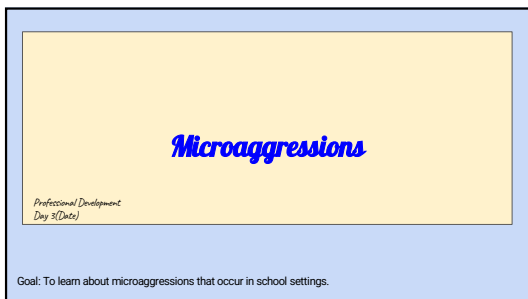 Microaggressions
Professional Development
Day 3(Date)
Goal: To learn about microaggressions that occur in school settings.